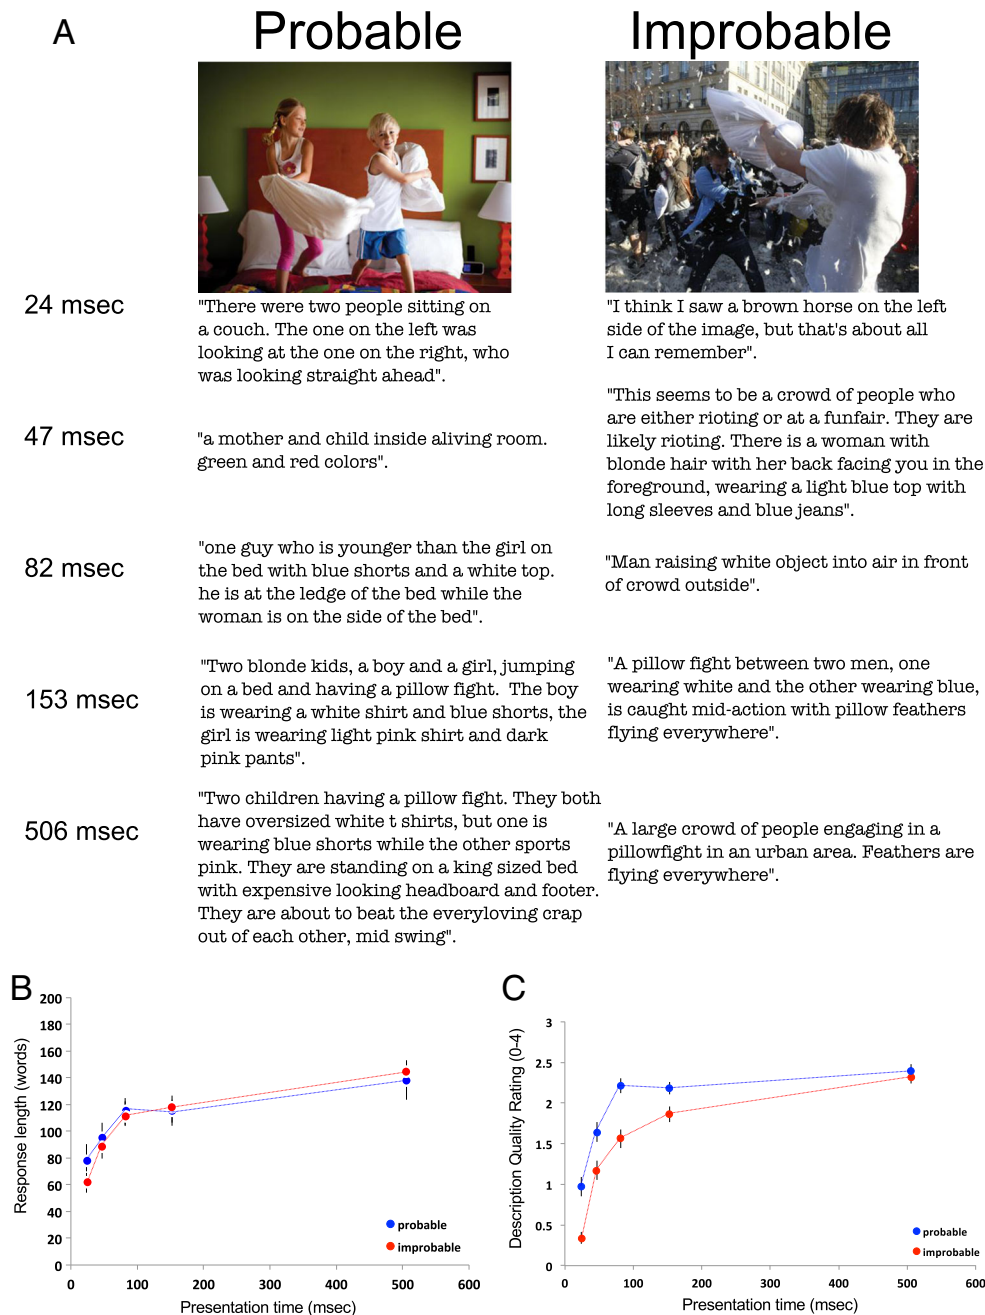 A
Probable
Improbable
24 msec
"There were two people sitting on
a couch. The one on the left was
looking at the one on the right, who
was looking straight ahead".
"I think I saw a brown horse on the left
side of the image, but that's about all
I can remember".
47 msec
"a mother and child inside aliving room.
green and red colors".
"This seems to be a crowd of people who
are either rioting or at a funfair. They are
likely rioting. There is a woman with
blonde hair with her back facing you in the
foreground, wearing a light blue top with
long sleeves and blue jeans".
82 msec
"one guy who is younger than the girl on
the bed with blue shorts and a white top.
he is at the ledge of the bed while the
woman is on the side of the bed".
"Man raising white object into air in front
of crowd outside".
153 msec
"Two blonde kids, a boy and a girl, jumping
on a bed and having a pillow fight.  The boy
is wearing a white shirt and blue shorts, the
girl is wearing light pink shirt and dark
pink pants".
"A pillow fight between two men, one
wearing white and the other wearing blue,
is caught mid-action with pillow feathers
flying everywhere".
506 msec
"Two children having a pillow fight. They both
have oversized white t shirts, but one is
wearing blue shorts while the other sports
pink. They are standing on a king sized bed
with expensive looking headboard and footer.
They are about to beat the everyloving crap
out of each other, mid swing".
"A large crowd of people engaging in a
pillowfight in an urban area. Feathers are
flying everywhere".
B
Response length (words)
200
180
160
140
120
100
80
60
40
20
0
0 100 200 300 400 500 600
Presentation time (msec)
probable
improbable
C
Description Quality Rating (0-4)
3
2.5
2
1.5
1
0.5
0
0 100 200 300 400 500 600
Presentation time (msec)
probable
improbable